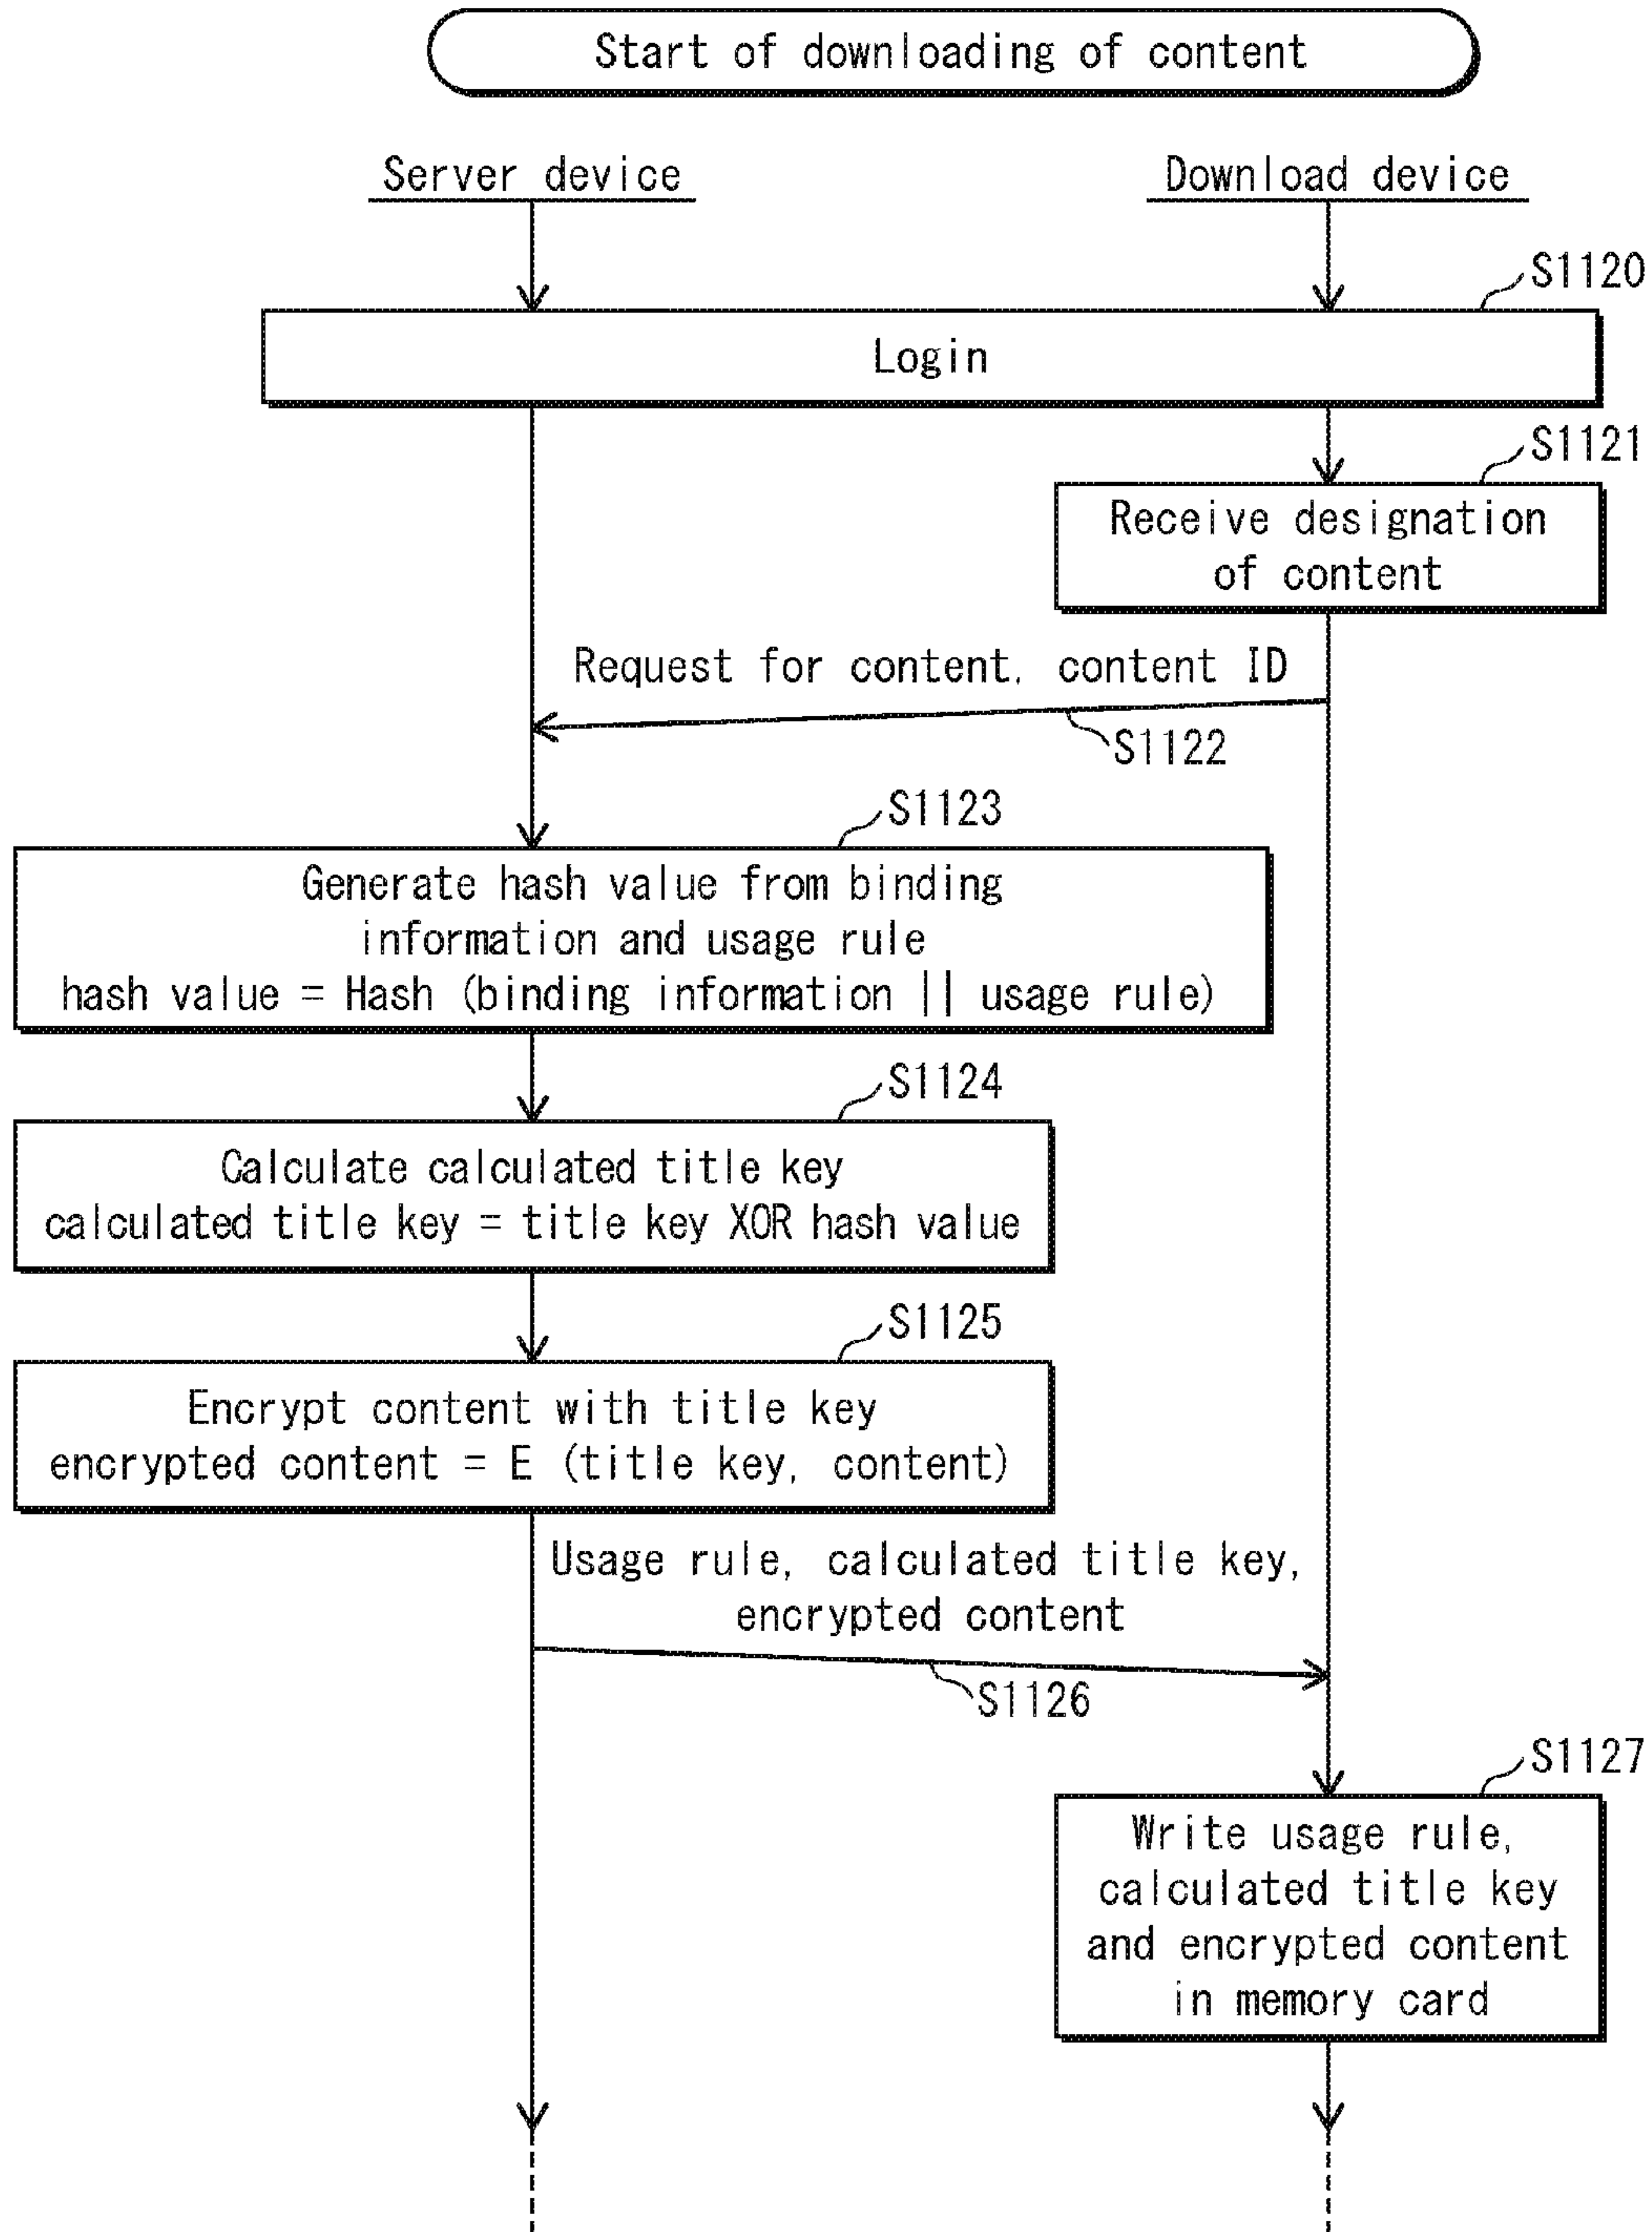 Start of downloading of content
Server device
Download device
S1120
Login
S1121
Receive designation
of content
Request for content, content ID
S1122
S1123
Generate hash value from binding
information and usage rule
hash value = Hash (binding information || usage rule)
S1124
Calculate calculated title key
calculated title key = title key XOR hash value
S1125
Encrypt content with title key
encrypted content = E (title key, content)
Usage rule, calculated title key,
encrypted content
S1126
S1127
Write usage rule,
calculated title key
and encrypted content
in memory card